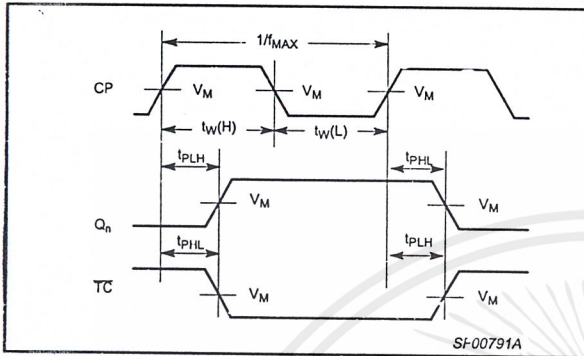 1/fMAX
CP VM VM VM
tW(H) tW(L)
tPLH tPHL
Qn VM VM
tPHL tPLH
TC VM VM
SF00791A